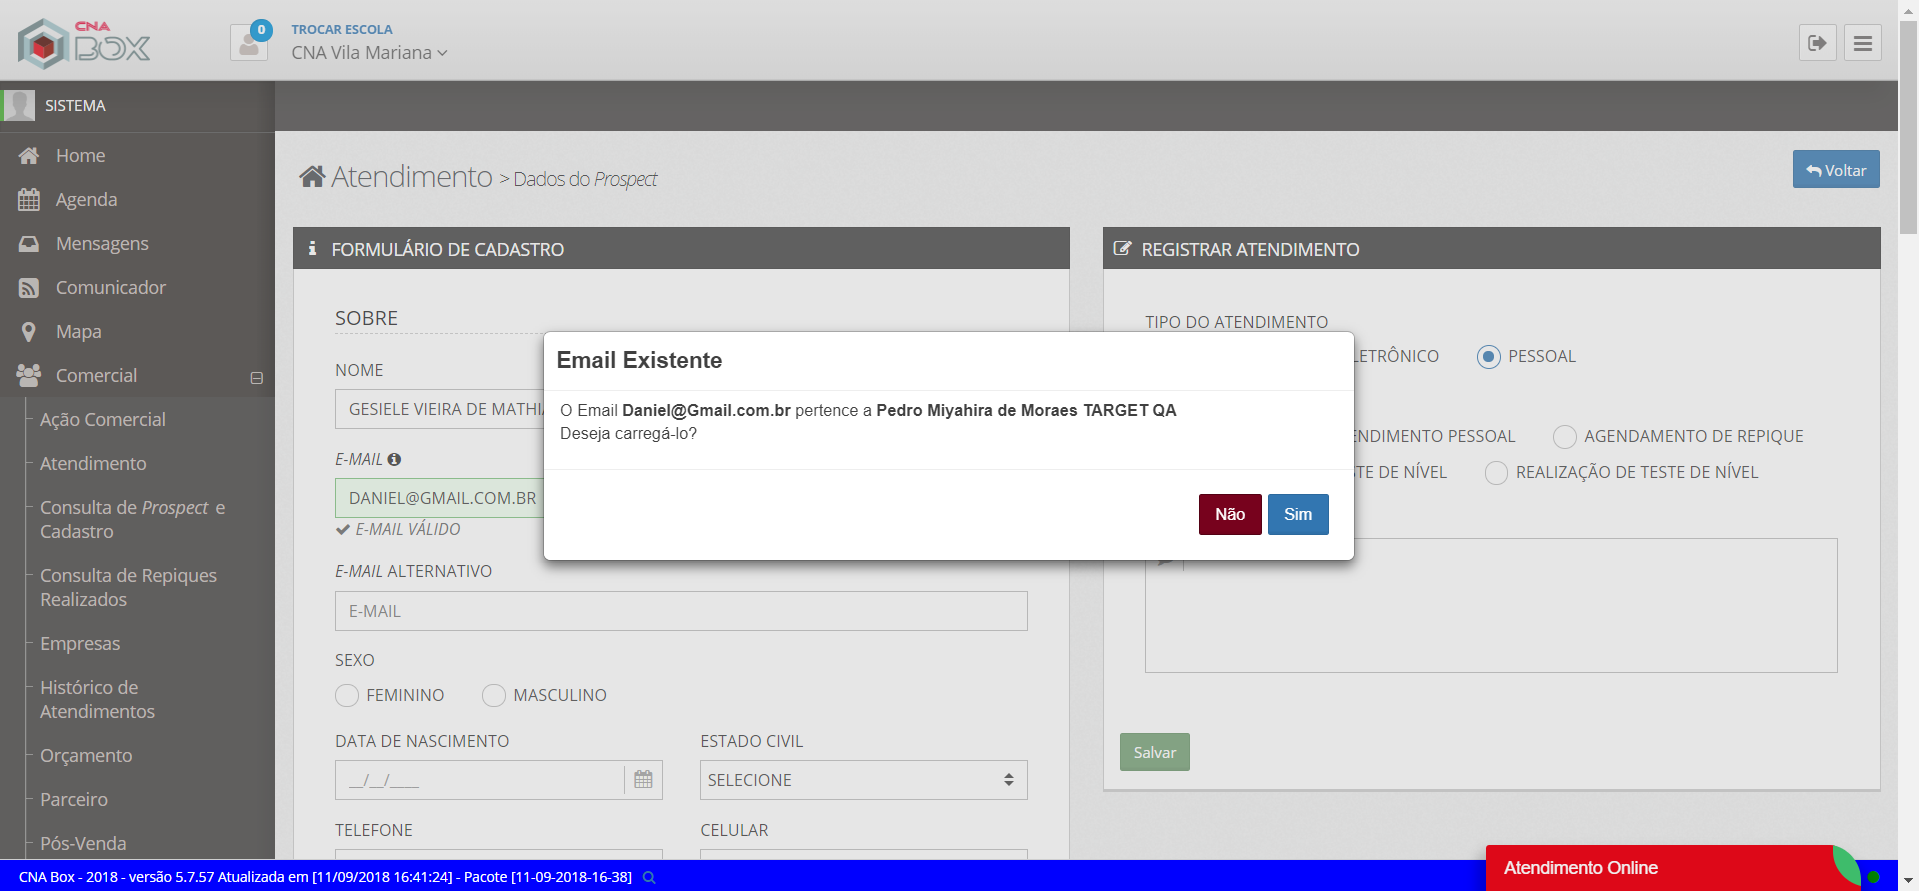 CNA
BOX
0
TROCAR ESCOLA
CNA Vila Mariana
SISTEMA
Home
Agenda
Mensagens
Comunicador
Mapa
Comercial
Ação Comercial
Atendimento
Consulta de Prospect e
Cadastro
Consulta de Repiques
Realizados
Empresas
Histórico de
Atendimentos
Orçamento
Parceiro
Pós-Venda
Atendimento > Dados do Prospect
Voltar
FORMULÁRIO DE CADASTRO
SOBRE
NOME
GESIELE VIEIRA DE MATHI
E-MAIL
DANIEL@GMAIL.COM.BR
E-MAIL VÁLIDO
E-MAIL ALTERNATIVO
E-MAIL
SEXO
FEMININO
MASCULINO
DATA DE NASCIMENTO
__/__/____
ESTADO CIVIL
SELECIONE
TELEFONE
CELULAR
REGISTRAR ATENDIMENTO
TIPO DO ATENDIMENTO
LETRÔNICO
PESSOAL
ENDIMENTO PESSOAL
AGENDAMENTO DE REPIQUE
TE DE NÍVEL
REALIZAÇÃO DE TESTE DE NÍVEL
Salvar
Email Existente
O Email Daniel@Gmail.com.br pertence a Pedro Miyahira de Moraes TARGET QA
Deseja carregá-lo?
Não
Sim
CNA Box - 2018 - versão 5.7.57 Atualizada em [11/09/2018 16:41:24] - Pacote [11-09-2018-16-38]
Atendimento Online